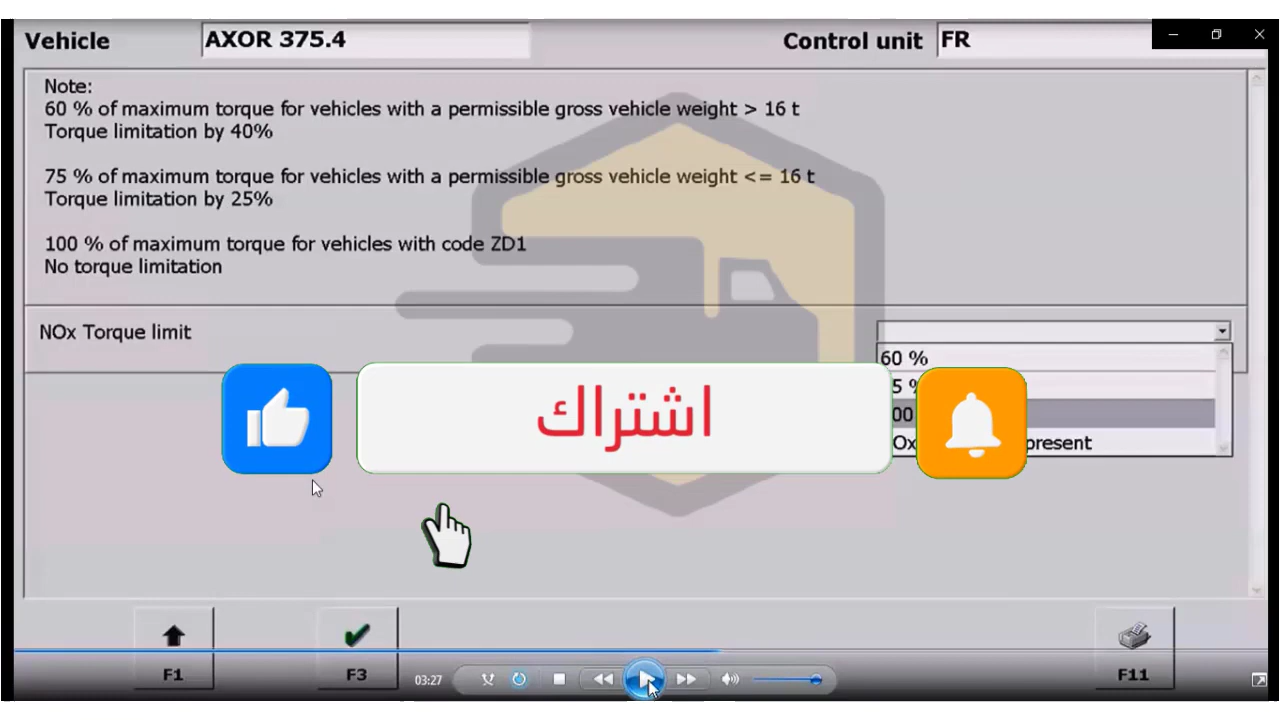 Vehicle AXOR 375.4 Control unit FR
Note:
60 % of maximum torque for vehicles with a permissible gross vehicle weight > 16 t
Torque limitation by 40%
75 % of maximum torque for vehicles with a permissible gross vehicle weight <= 16 t
Torque limitation by 25%
100 % of maximum torque for vehicles with code ZD1
No torque limitation
NOx Torque limit
60 %
5 %
00
Ox present
اشتراك
F1 F3 03:27 F11